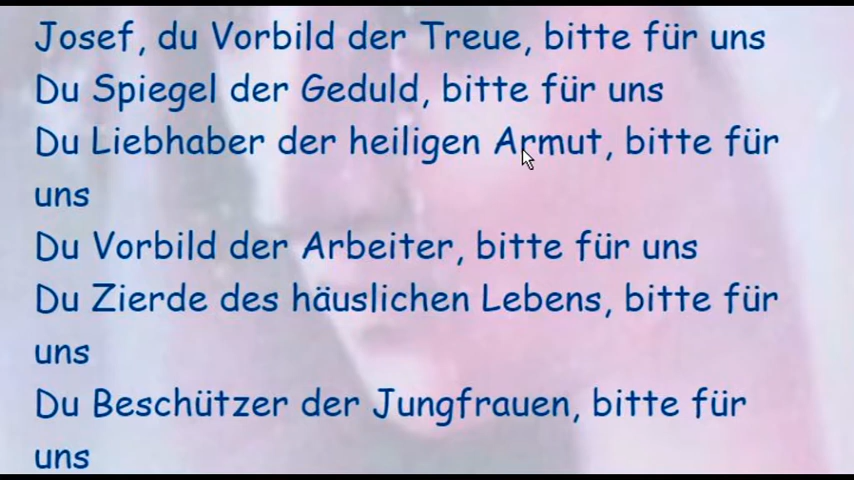 Josef, du Vorbild der Treue, bitte für uns
Du Spiegel der Geduld, bitte für uns
Du Liebhaber der heiligen Armut, bitte für
uns
Du Vorbild der Arbeiter, bitte für uns
Du Zierde des häuslichen Lebens, bitte für
uns
Du Beschützer der Jungfrauen, bitte für
uns